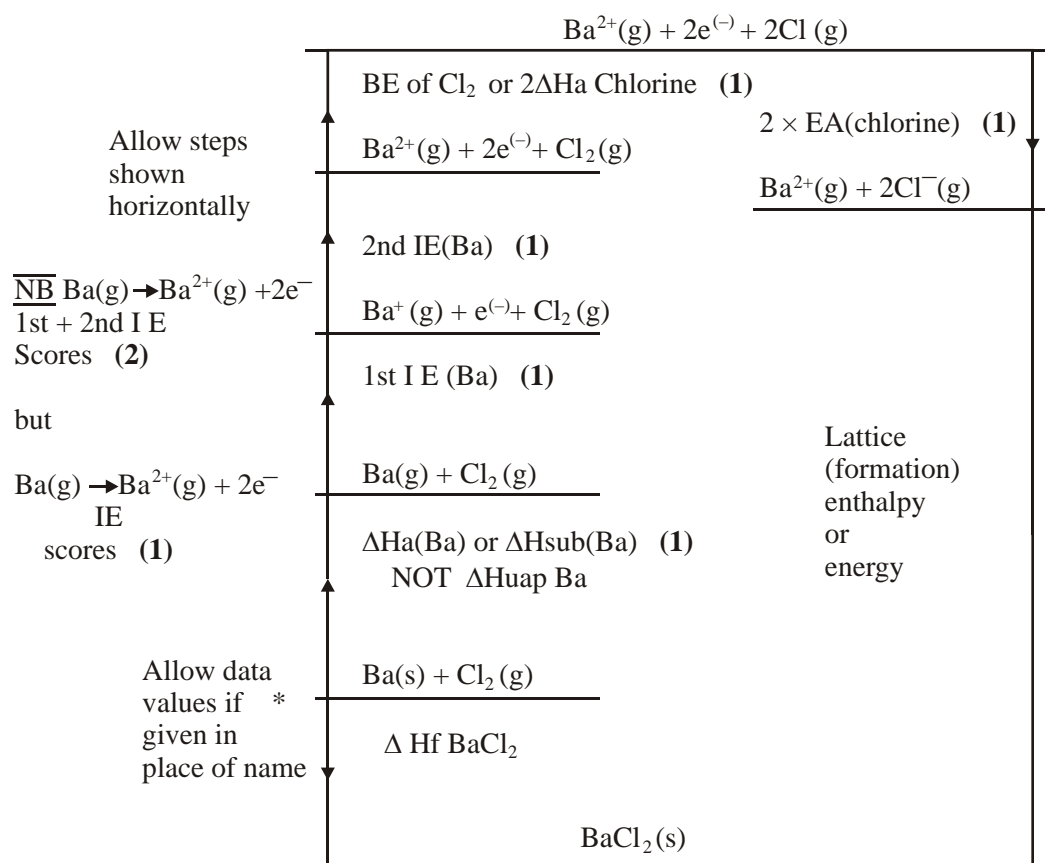 Ba²⁺(g) + 2e⁽⁻⁾ + 2Cl (g)
BE of Cl₂ or 2ΔHa Chlorine (1)
2 × EA(chlorine) (1)
Allow steps
shown
horizontally
Ba²⁺(g) + 2e⁽⁻⁾+ Cl₂(g)
Ba²⁺(g) + 2Cl⁻(g)
2nd IE(Ba) (1)
NB Ba(g) → Ba²⁺(g) +2e⁻
1st + 2nd I E
Scores (2)
Ba⁺(g) + e⁽⁻⁾+ Cl₂(g)
1st I E (Ba) (1)
but
Ba(g) → Ba²⁺(g) + 2e⁻
IE
scores (1)
Ba(g) + Cl₂(g)
Lattice
(formation)
enthalpy
or
energy
ΔHa(Ba) or ΔHsub(Ba) (1)
NOT ΔHuap Ba
Allow data
values if *
given in
place of name
Ba(s) + Cl₂(g)
Δ Hf BaCl₂
BaCl₂(s)